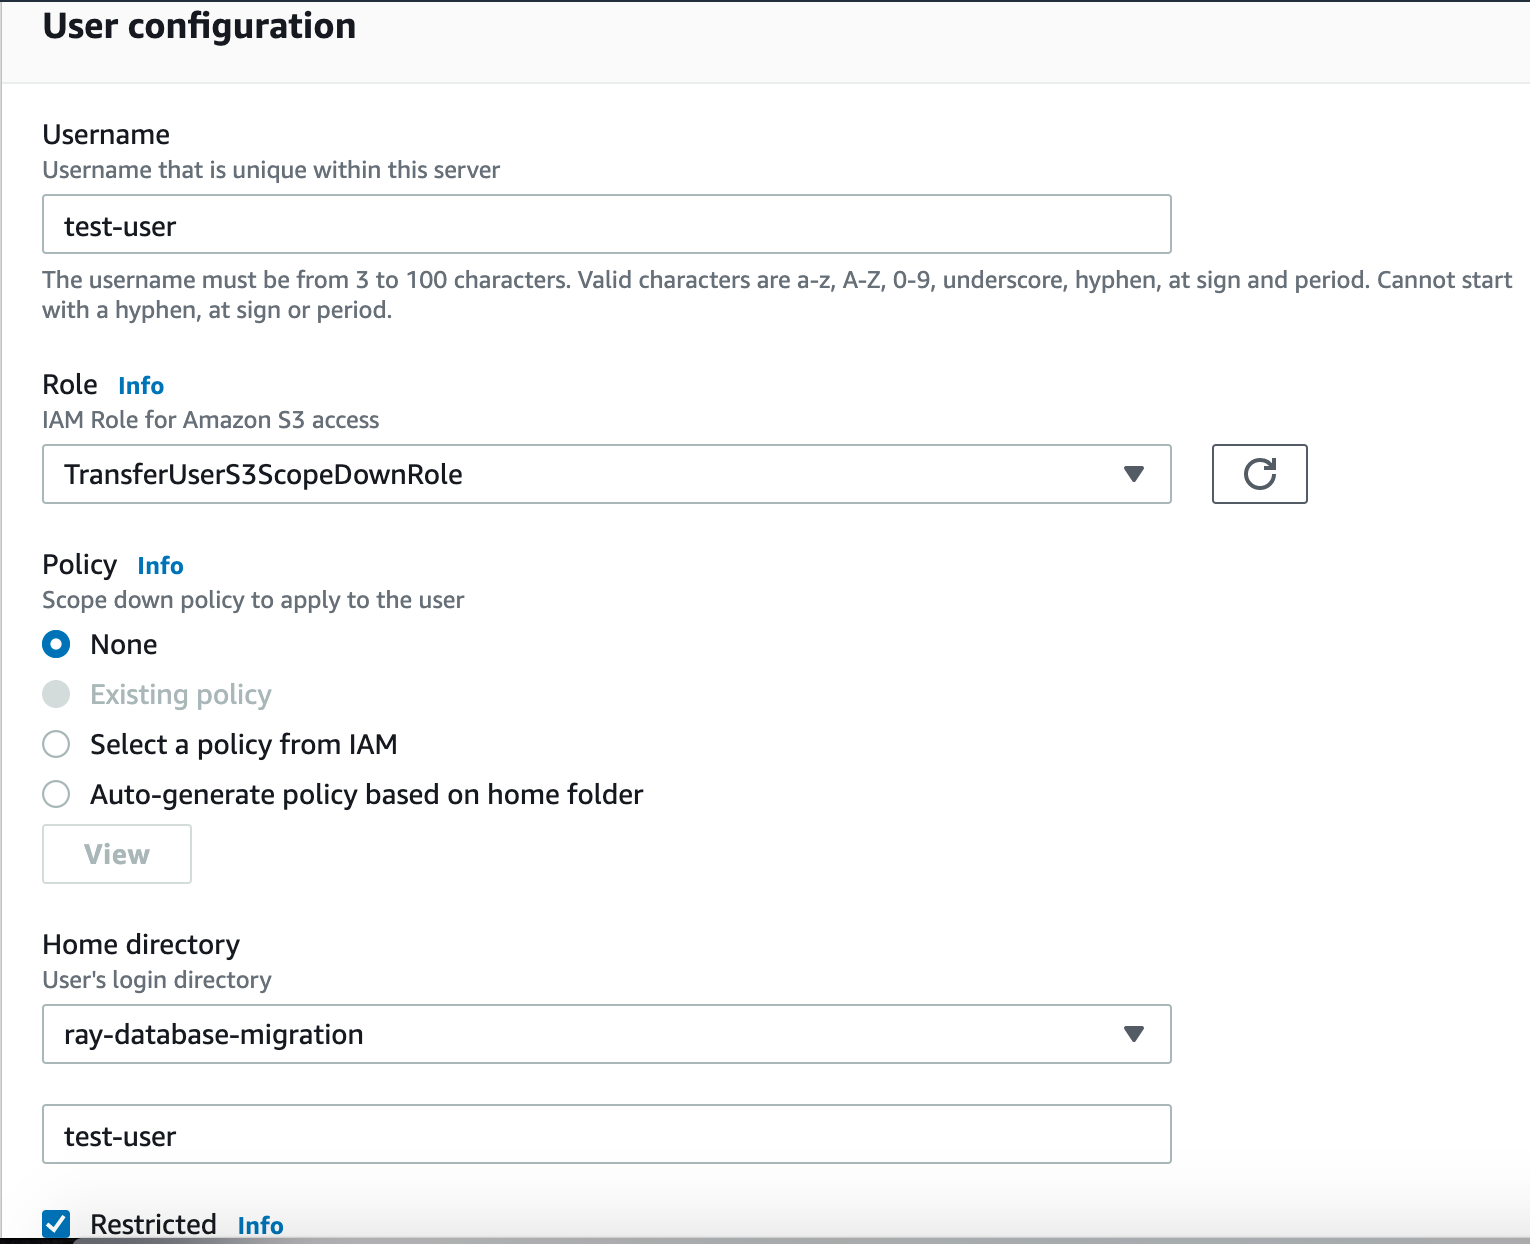 User configuration
Username
Username that is unique within this server
test-user
The username must be from 3 to 100 characters. Valid characters are a-z, A-Z, 0-9, underscore, hyphen, at sign and period. Cannot start
with a hyphen, at sign or period.
Role Info
IAM Role for Amazon S3 access
TransferUserS3ScopeDownRole
Policy Info
Scope down policy to apply to the user
None
Existing policy
Select a policy from IAM
Auto-generate policy based on home folder
View
Home directory
User's login directory
ray-database-migration
test-user
Restricted Info